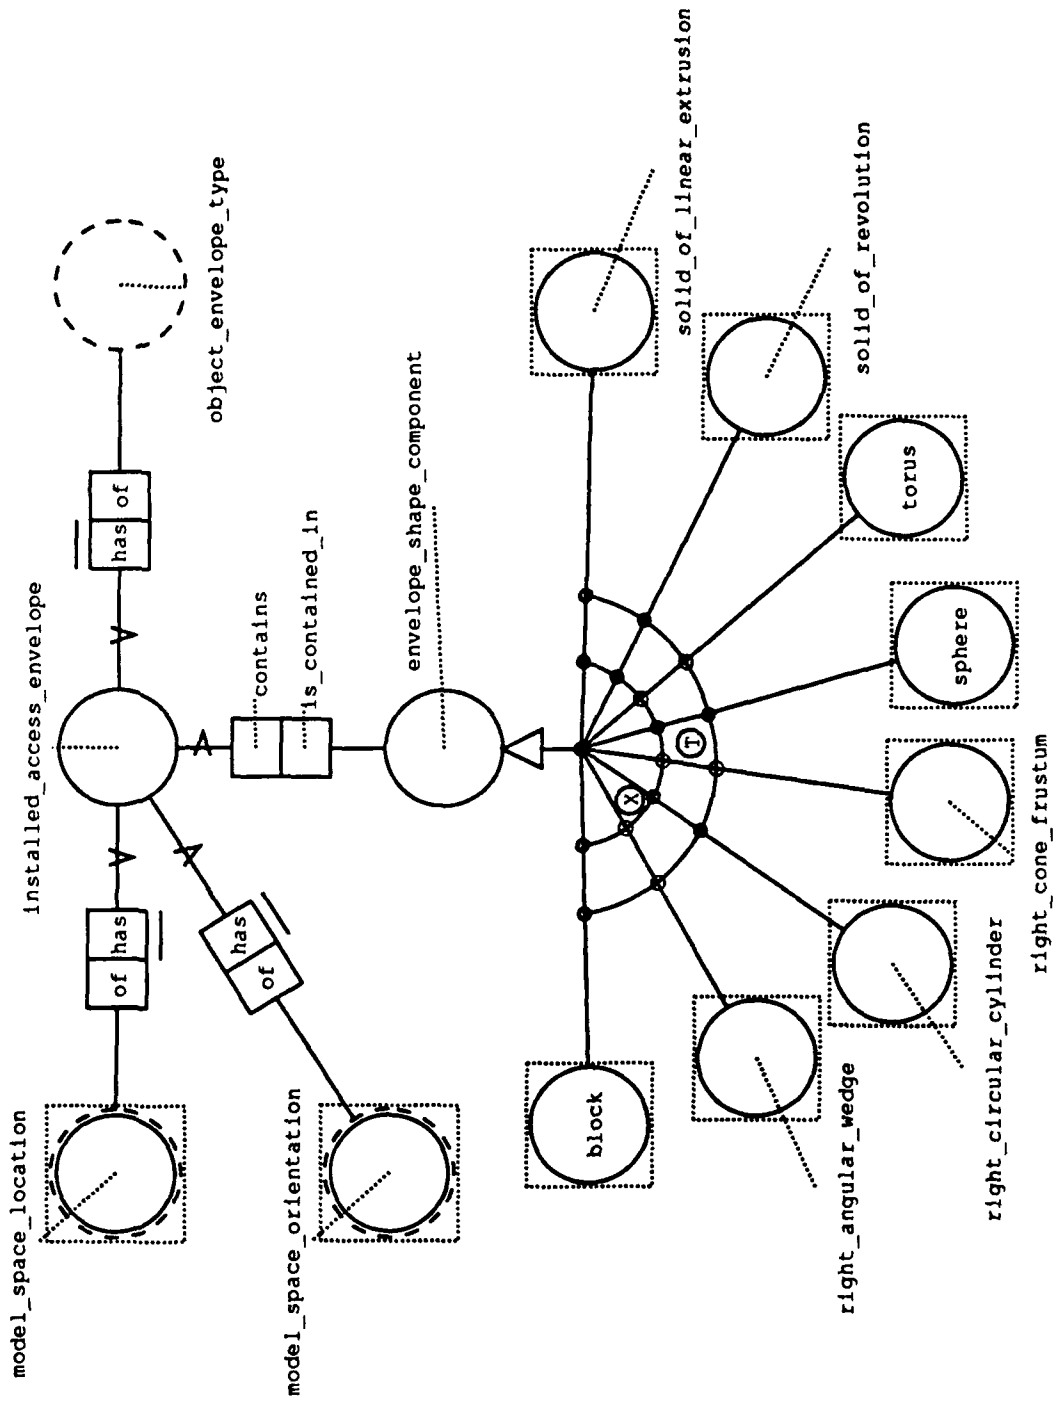 model_space_location
of
has
installed_access_envelope
has
of
object_envelope_type
model_space_orientation
of
has
contains
is_contained_in
envelope_shape_component
X
T
block
right_angular_wedge
right_circular_cylinder
right_cone_frustum
sphere
torus
solid_of_revolution
solid_of_linear_extrusion